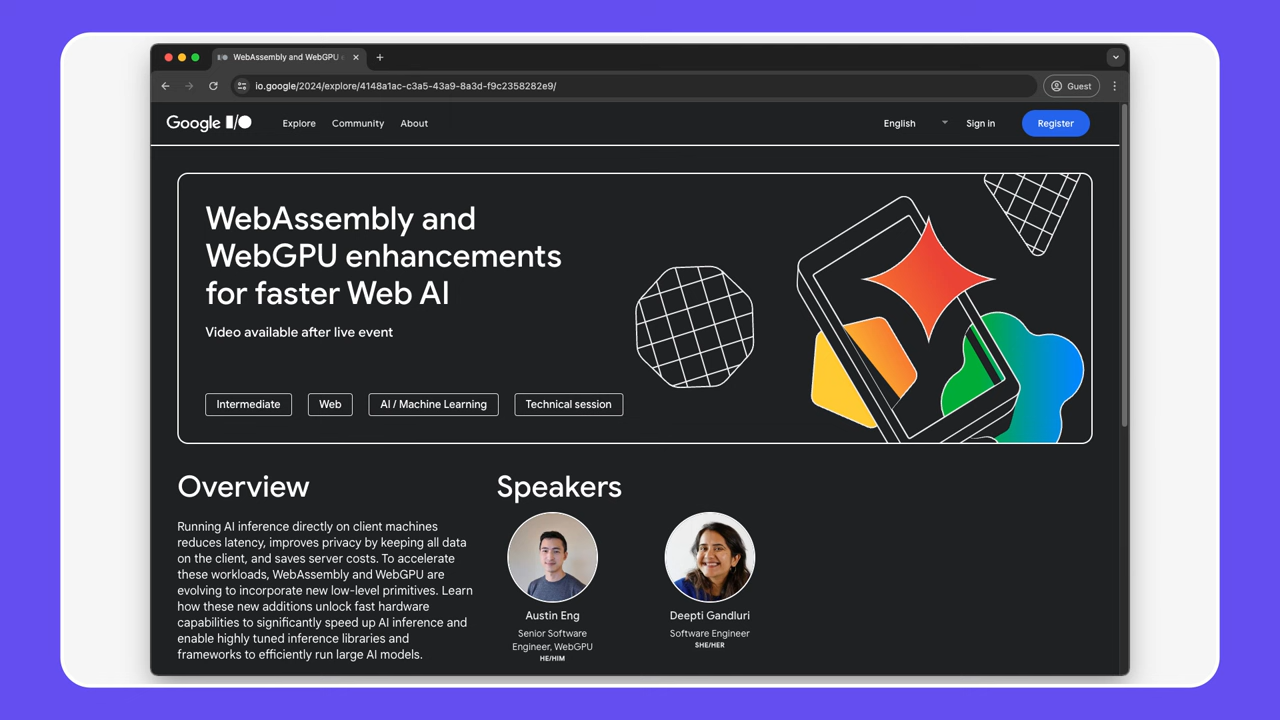 WebAssembly and WebGPU
io.google/2024/explore/4148a1ac-c3a5-43a9-8a3d-f9c2358282e9/
Guest
Google I/O
Explore
Community
About
English
Sign in
Register
WebAssembly and
WebGPU enhancements
for faster Web AI
Video available after live event
Intermediate
Web
AI / Machine Learning
Technical session
Overview
Running AI inference directly on client machines
reduces latency, improves privacy by keeping all data
on the client, and saves server costs. To accelerate
these workloads, WebAssembly and WebGPU are
evolving to incorporate new low-level primitives. Learn
how these new additions unlock fast hardware
capabilities to significantly speed up AI inference and
enable highly tuned inference libraries and
frameworks to efficiently run large AI models.
Speakers
Austin Eng
Senior Software
Engineer, WebGPU
HE/HIM
Deepti Gandluri
Software Engineer
SHE/HER